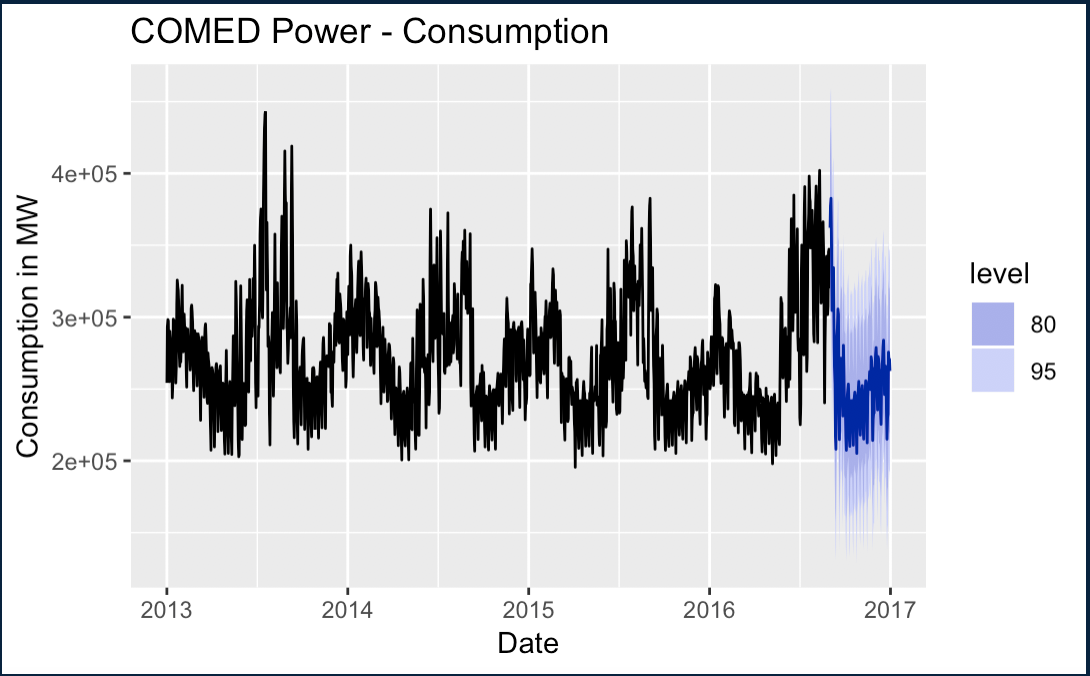 COMED Power - Consumption
Consumption in MW
4e+05
3e+05
2e+05
2013
2014
2015
2016
2017
Date
level
80
95